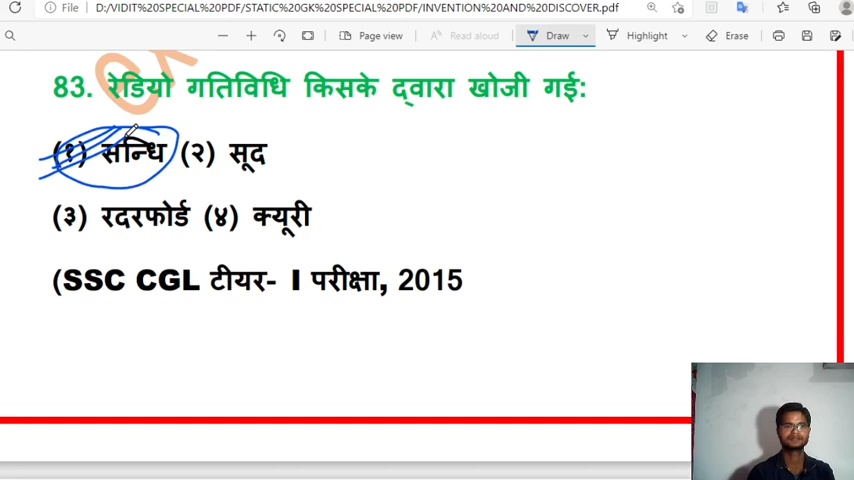 File D:/VIDIT%20SPECIAL%20PDF/STATIC%20GK%20SPECIAL%20PDF/INVENTION%20AND%20DISCOVER.pdf
Page view Read aloud Draw Highlight Erase
83. रेडियो गतिविधि किसके द्वारा खोजी गई:
(१) सन्धि (२) सूद
(३) रदरफोर्ड (४) क्यूरी
(SSC CGL टीयर- I परीक्षा, 2015